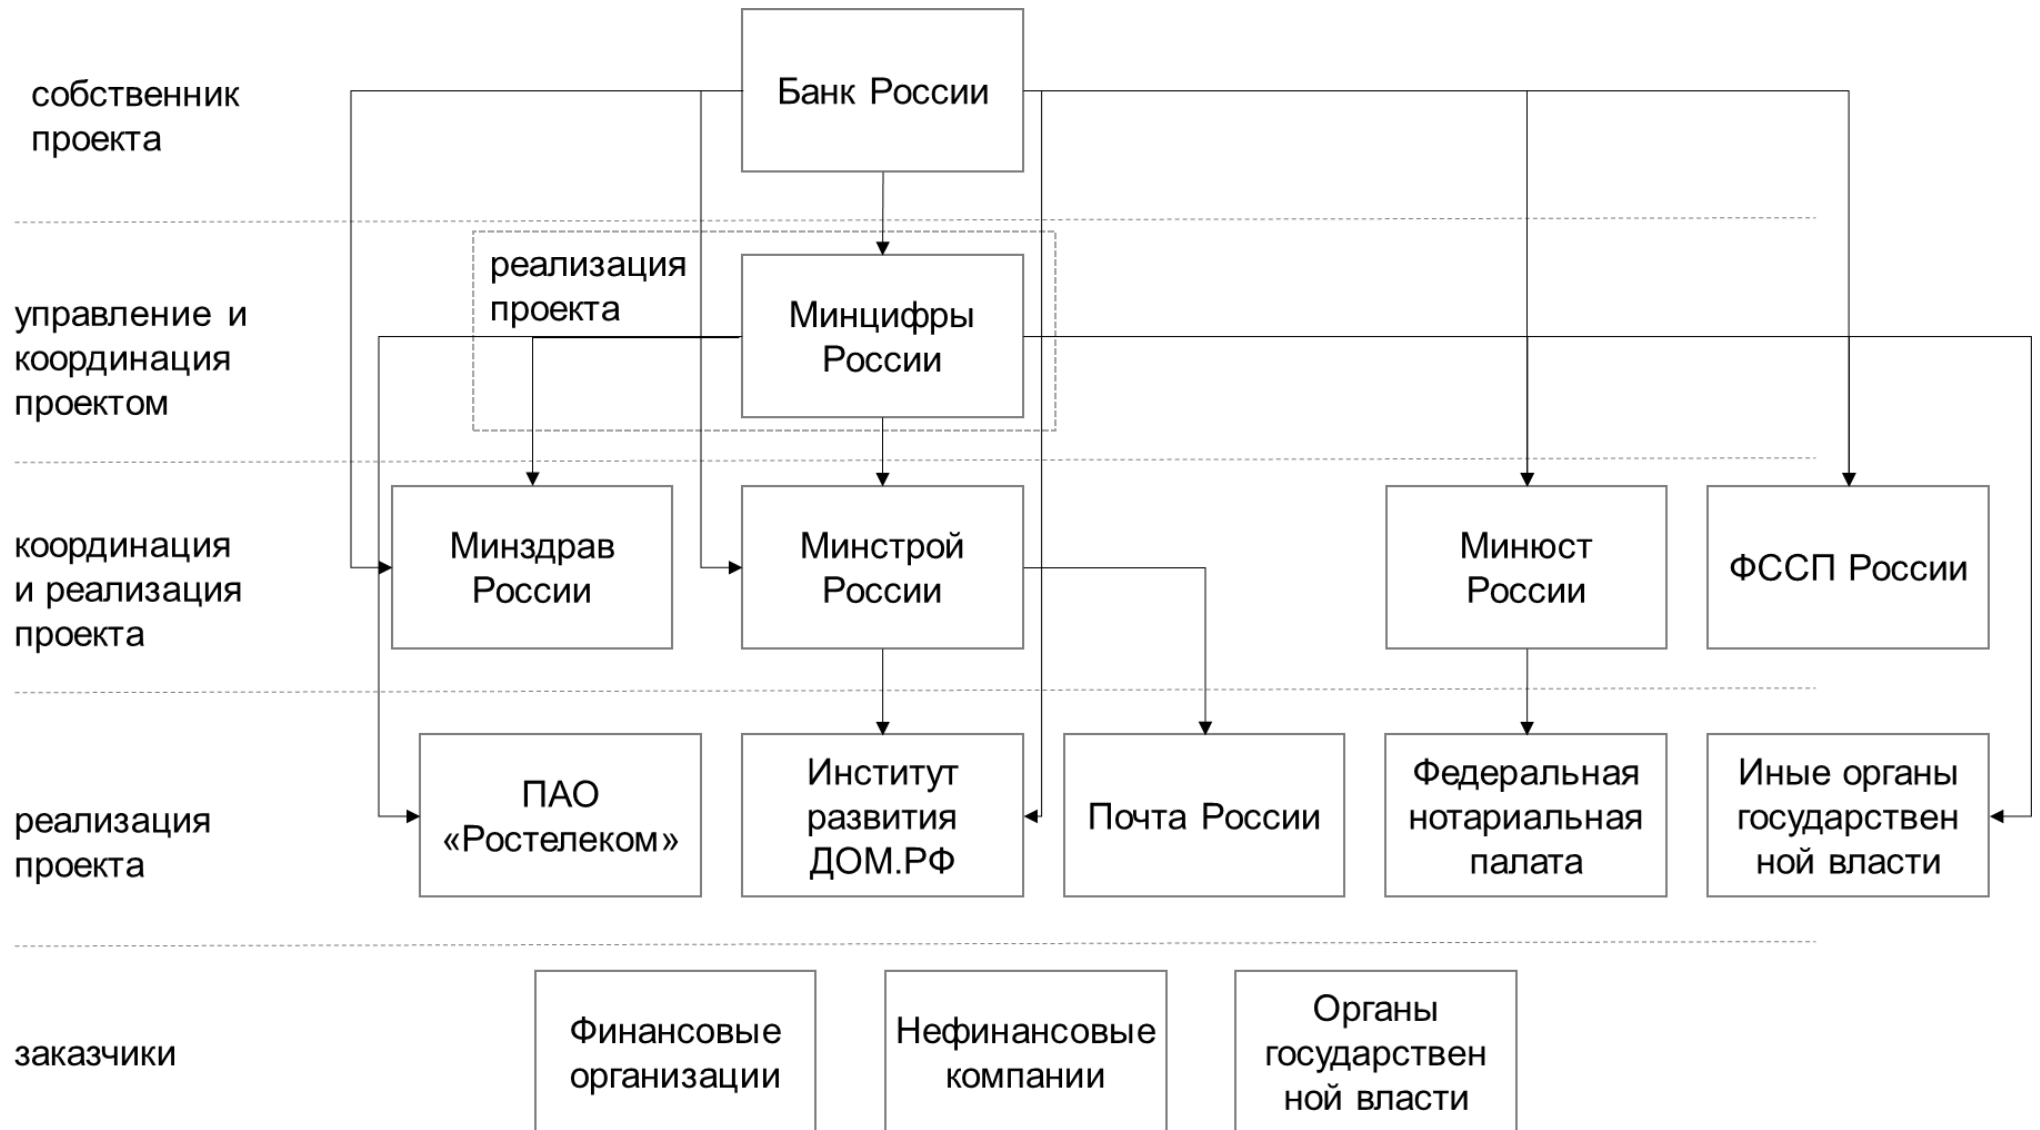 собственник
проекта
Банк России
управление и
координация
проектом
реализация
проекта
Минцифры
России
координация
и реализация
проекта
Минздрав
России
Минстрой
России
Минюст
России
ФССП России
реализация
проекта
ПАО
«Ростелеком»
Институт
развития
ДОМ.РФ
Почта России
Федеральная
нотариальная
палата
Иные органы
государствен
ной власти
заказчики
Финансовые
организации
Нефинансовые
компании
Органы
государствен
ной власти